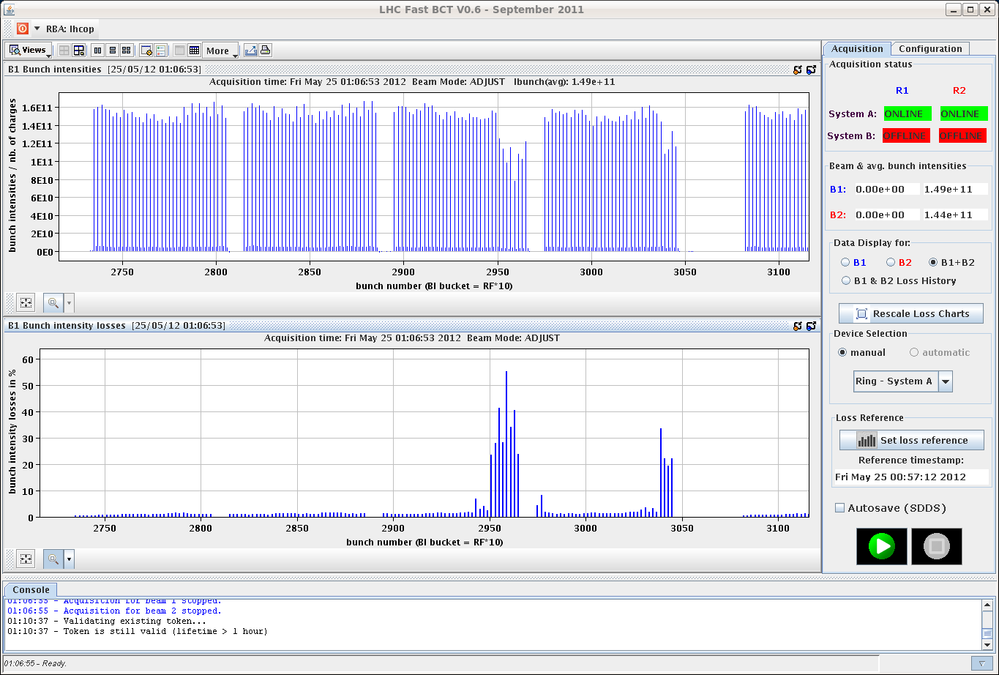 LHC Fast BCT V0.6 - September 2011
RBA: lhcop
Views
More
B1 Bunch intensities [25/05/12 01:06:53]
Acquisition time: Fri May 25 01:06:53 2012 Beam Mode: ADJUST Ibunch(avg): 1.49e+11
bunch intensities / nb. of charges
1.6E11
1.4E11
1.2E11
1E11
8E10
6E10
4E10
2E10
0E0
2750 2800 2850 2900 2950 3000 3050 3100
bunch number (BI bucket = RF*10)
B1 Bunch intensity losses [25/05/12 01:06:53]
Acquisition time: Fri May 25 01:06:53 2012 Beam Mode: ADJUST
bunch intensity losses in %
60
50
40
30
20
10
0
2750 2800 2850 2900 2950 3000 3050 3100
bunch number (BI bucket = RF*10)
Acquisition Configuration
Acquisition status
R1 R2
System A: ONLINE ONLINE
System B: OFFLINE OFFLINE
Beam & avg. bunch intensities
B1: 0.00e+00 1.49e+11
B2: 0.00e+00 1.44e+11
Data Display for:
B1 B2 B1+B2
B1 & B2 Loss History
Rescale Loss Charts
Device Selection
manual automatic
Ring - System A
Loss Reference
Set loss reference
Reference timestamp:
Fri May 25 00:57:12 2012
Autosave (SDDS)
Console
01:06:55 - Acquisition for beam 1 stopped.
01:06:55 - Acquisition for beam 2 stopped.
01:10:37 - Validating existing token...
01:10:37 - Token is still valid (lifetime > 1 hour)
01:06:55 - Ready.